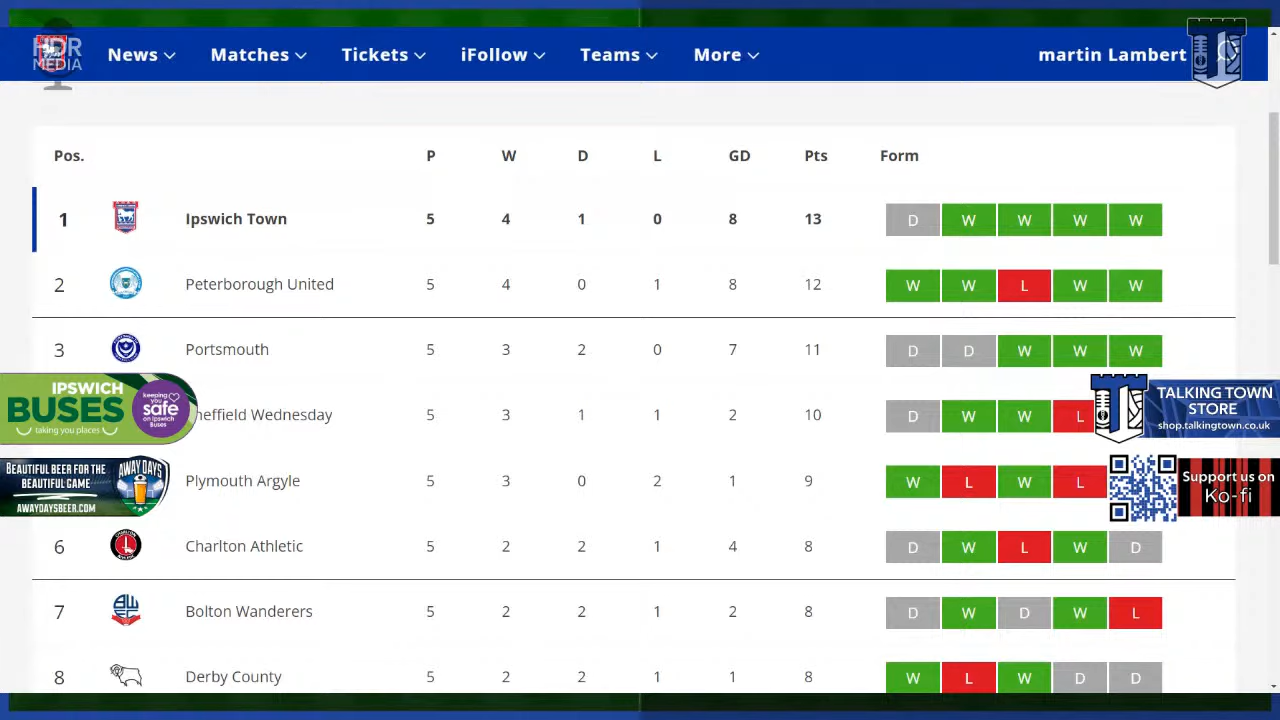 HDR
MEDIA
News Matches Tickets iFollow Teams More martin Lambert
Pos. P W D L GD Pts Form
1 Ipswich Town 5 4 1 0 8 13 D W W W W
2 Peterborough United 5 4 0 1 8 12 W W L W W
3 Portsmouth 5 3 2 0 7 11 D D W W W
heffield Wednesday 5 3 1 1 2 10 D W W L
Plymouth Argyle 5 3 0 2 1 9 W L W L
6 Charlton Athletic 5 2 2 1 4 8 D W L W D
7 Bolton Wanderers 5 2 2 1 2 8 D W D W L
8 Derby County 5 2 2 1 1 8 W L W D D
IPSWICH
BUSES
taking you places
keeping
you
safe
on Ipswich
Buses
BEAUTIFUL BEER FOR THE
BEAUTIFUL GAME
AWAYDAYSBEER.COM
AWAY DAYS
TALKING TOWN
STORE
shop.talkingtown.co.uk
Support us on
Ko-fi